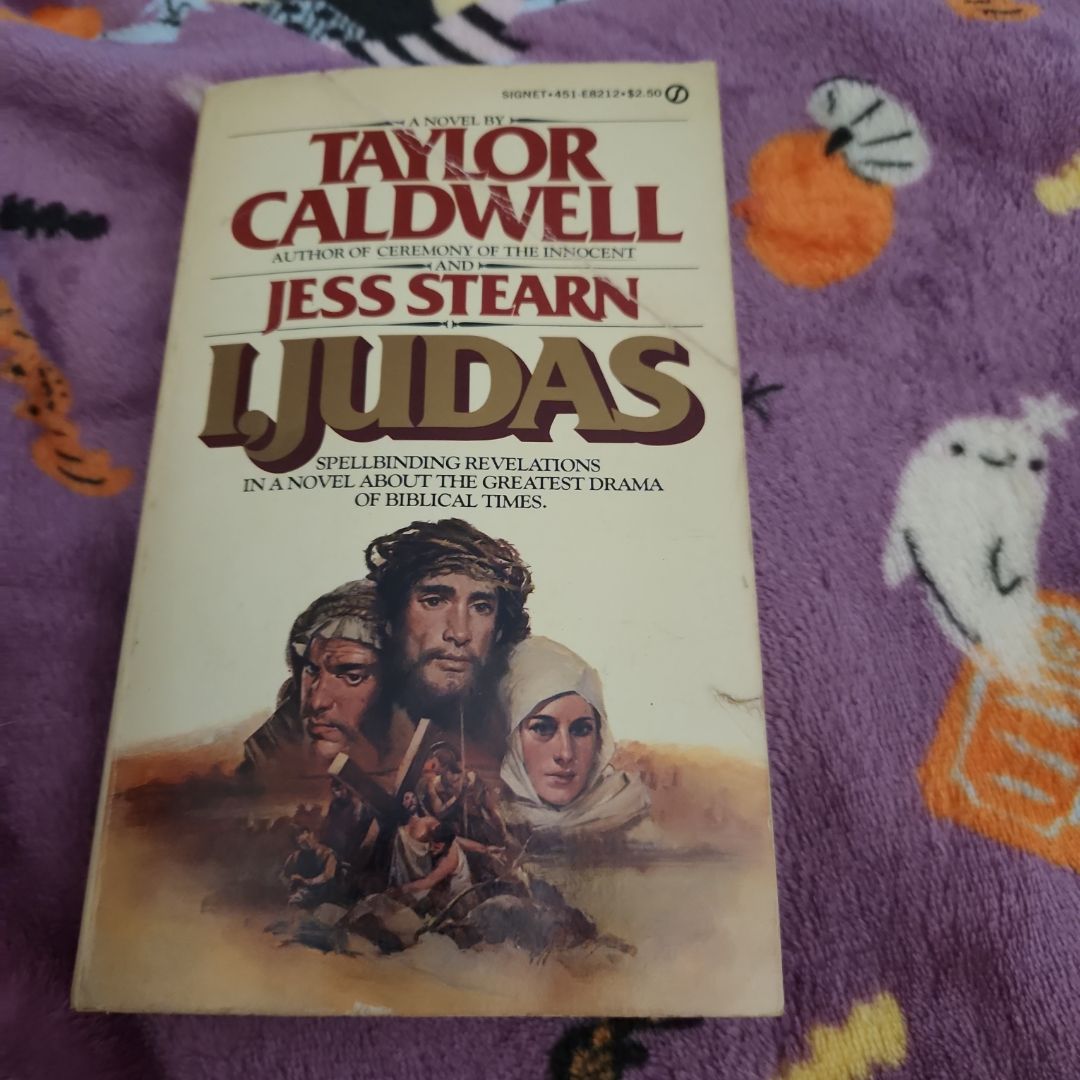 SIGNET•451-E8212•$2.50
A NOVEL BY
TAYLOR
CALDWELL
AUTHOR OF CEREMONY OF THE INNOCENT
AND
JESS STEARN
I, JUDAS
SPELLBINDING REVELATIONS
IN A NOVEL ABOUT THE GREATEST DRAMA
OF BIBLICAL TIMES.